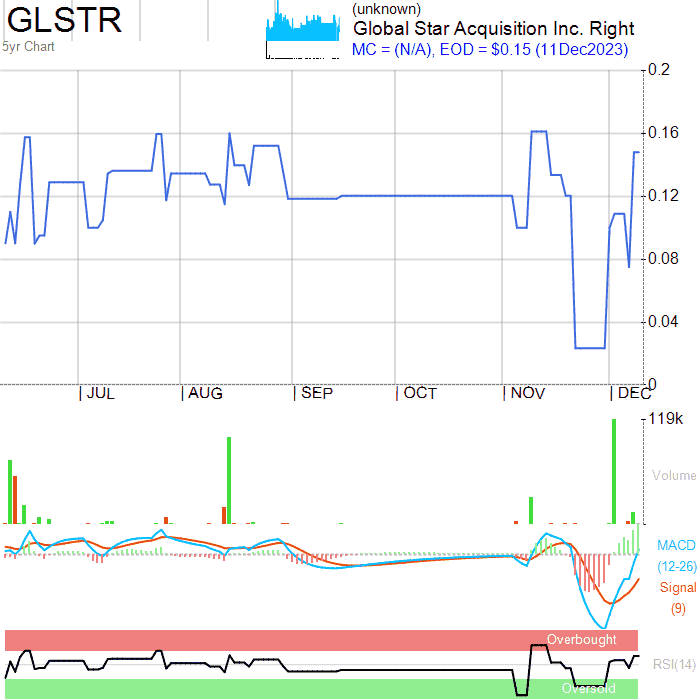 GLSTR
5yr Chart
(unknown)
Global Star Acquisition Inc. Right
MC = (N/A), EOD = $0.15 (11Dec2023)
0.2
0.16
0.12
0.08
0.04
0
JUL AUG SEP OCT NOV DEC
119k
Volume
MACD
(12-26)
Signal
(9)
Overbought
RSI(14)
Oversold